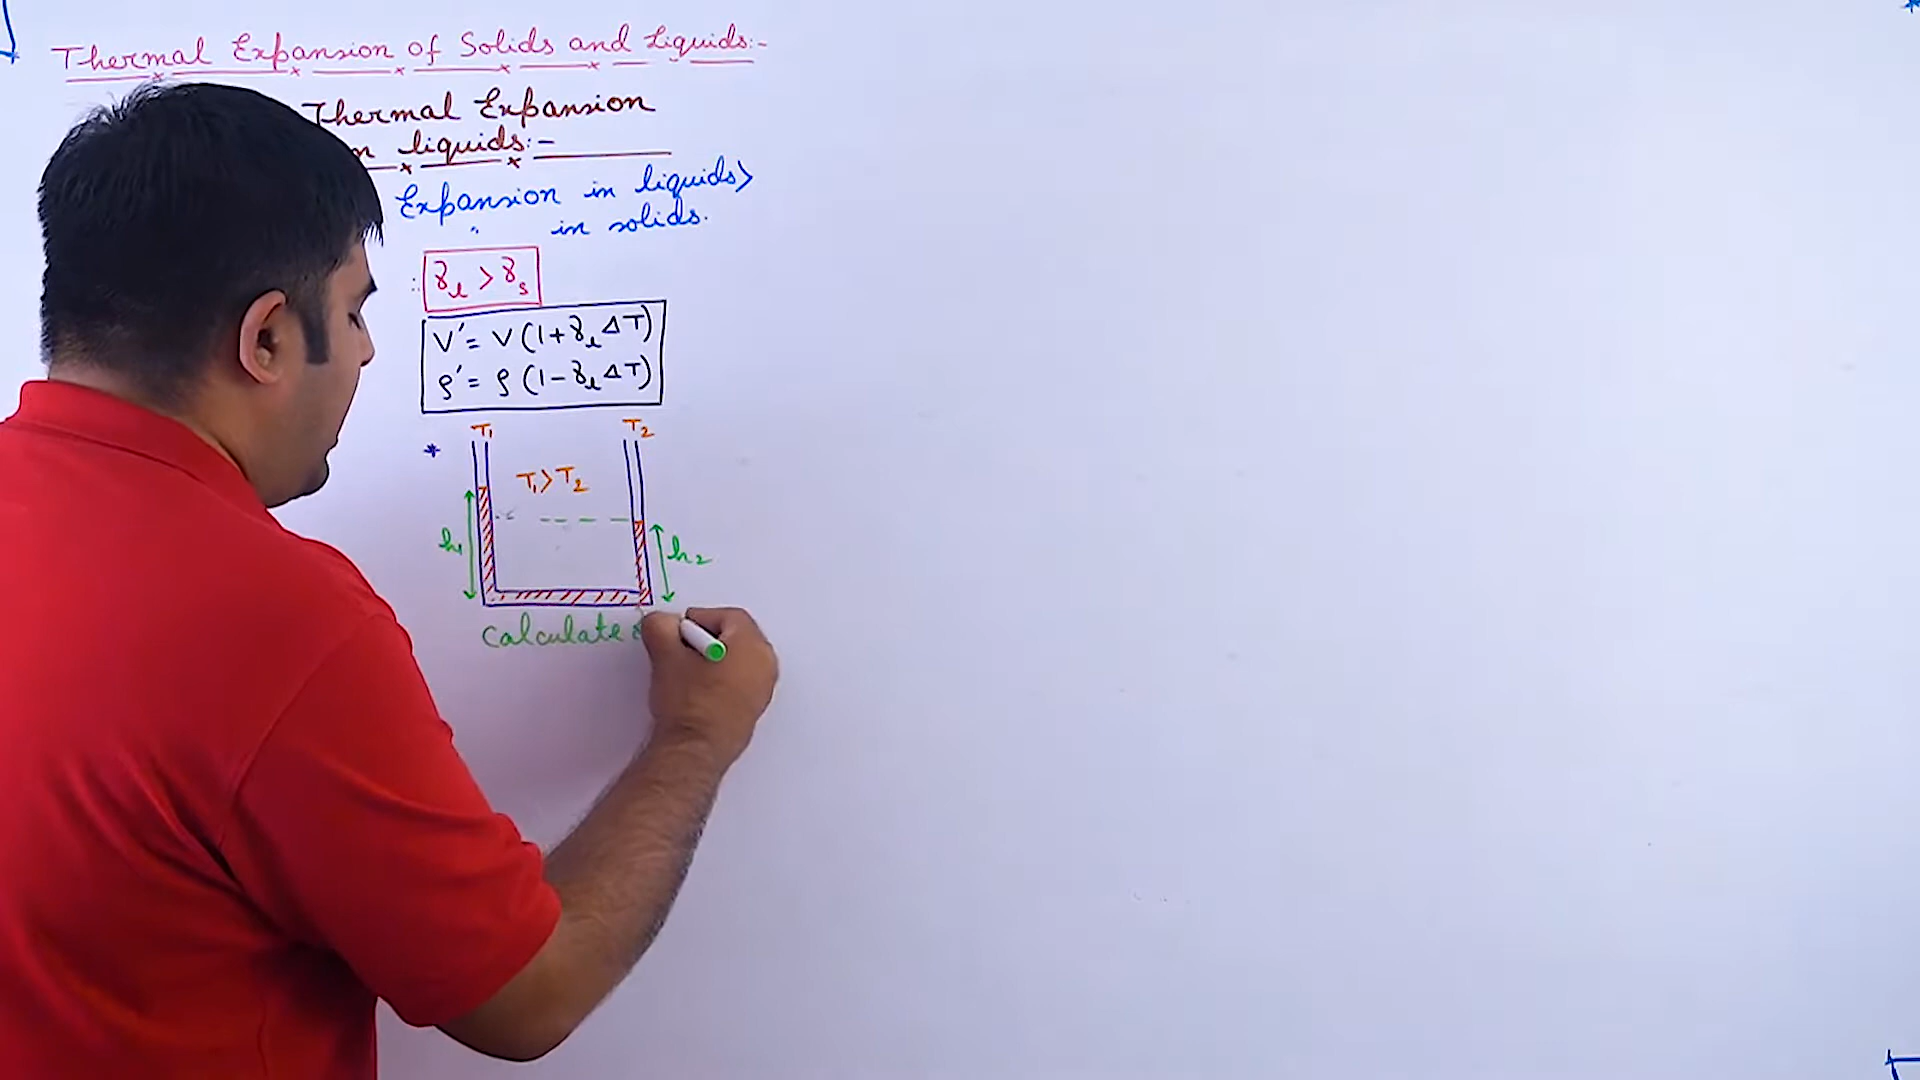 Thermal Expansion of Solids and Liquids:-
Thermal Expansion
liquids:-
Expansion in liquids >
" in solids.
∴ γₗ > γₛ
V' = V(1+γₗΔT)
ρ' = ρ(1-γₗΔT)
T₁ T₂
*
T₁>T₂
h₁ h₂
Calculate